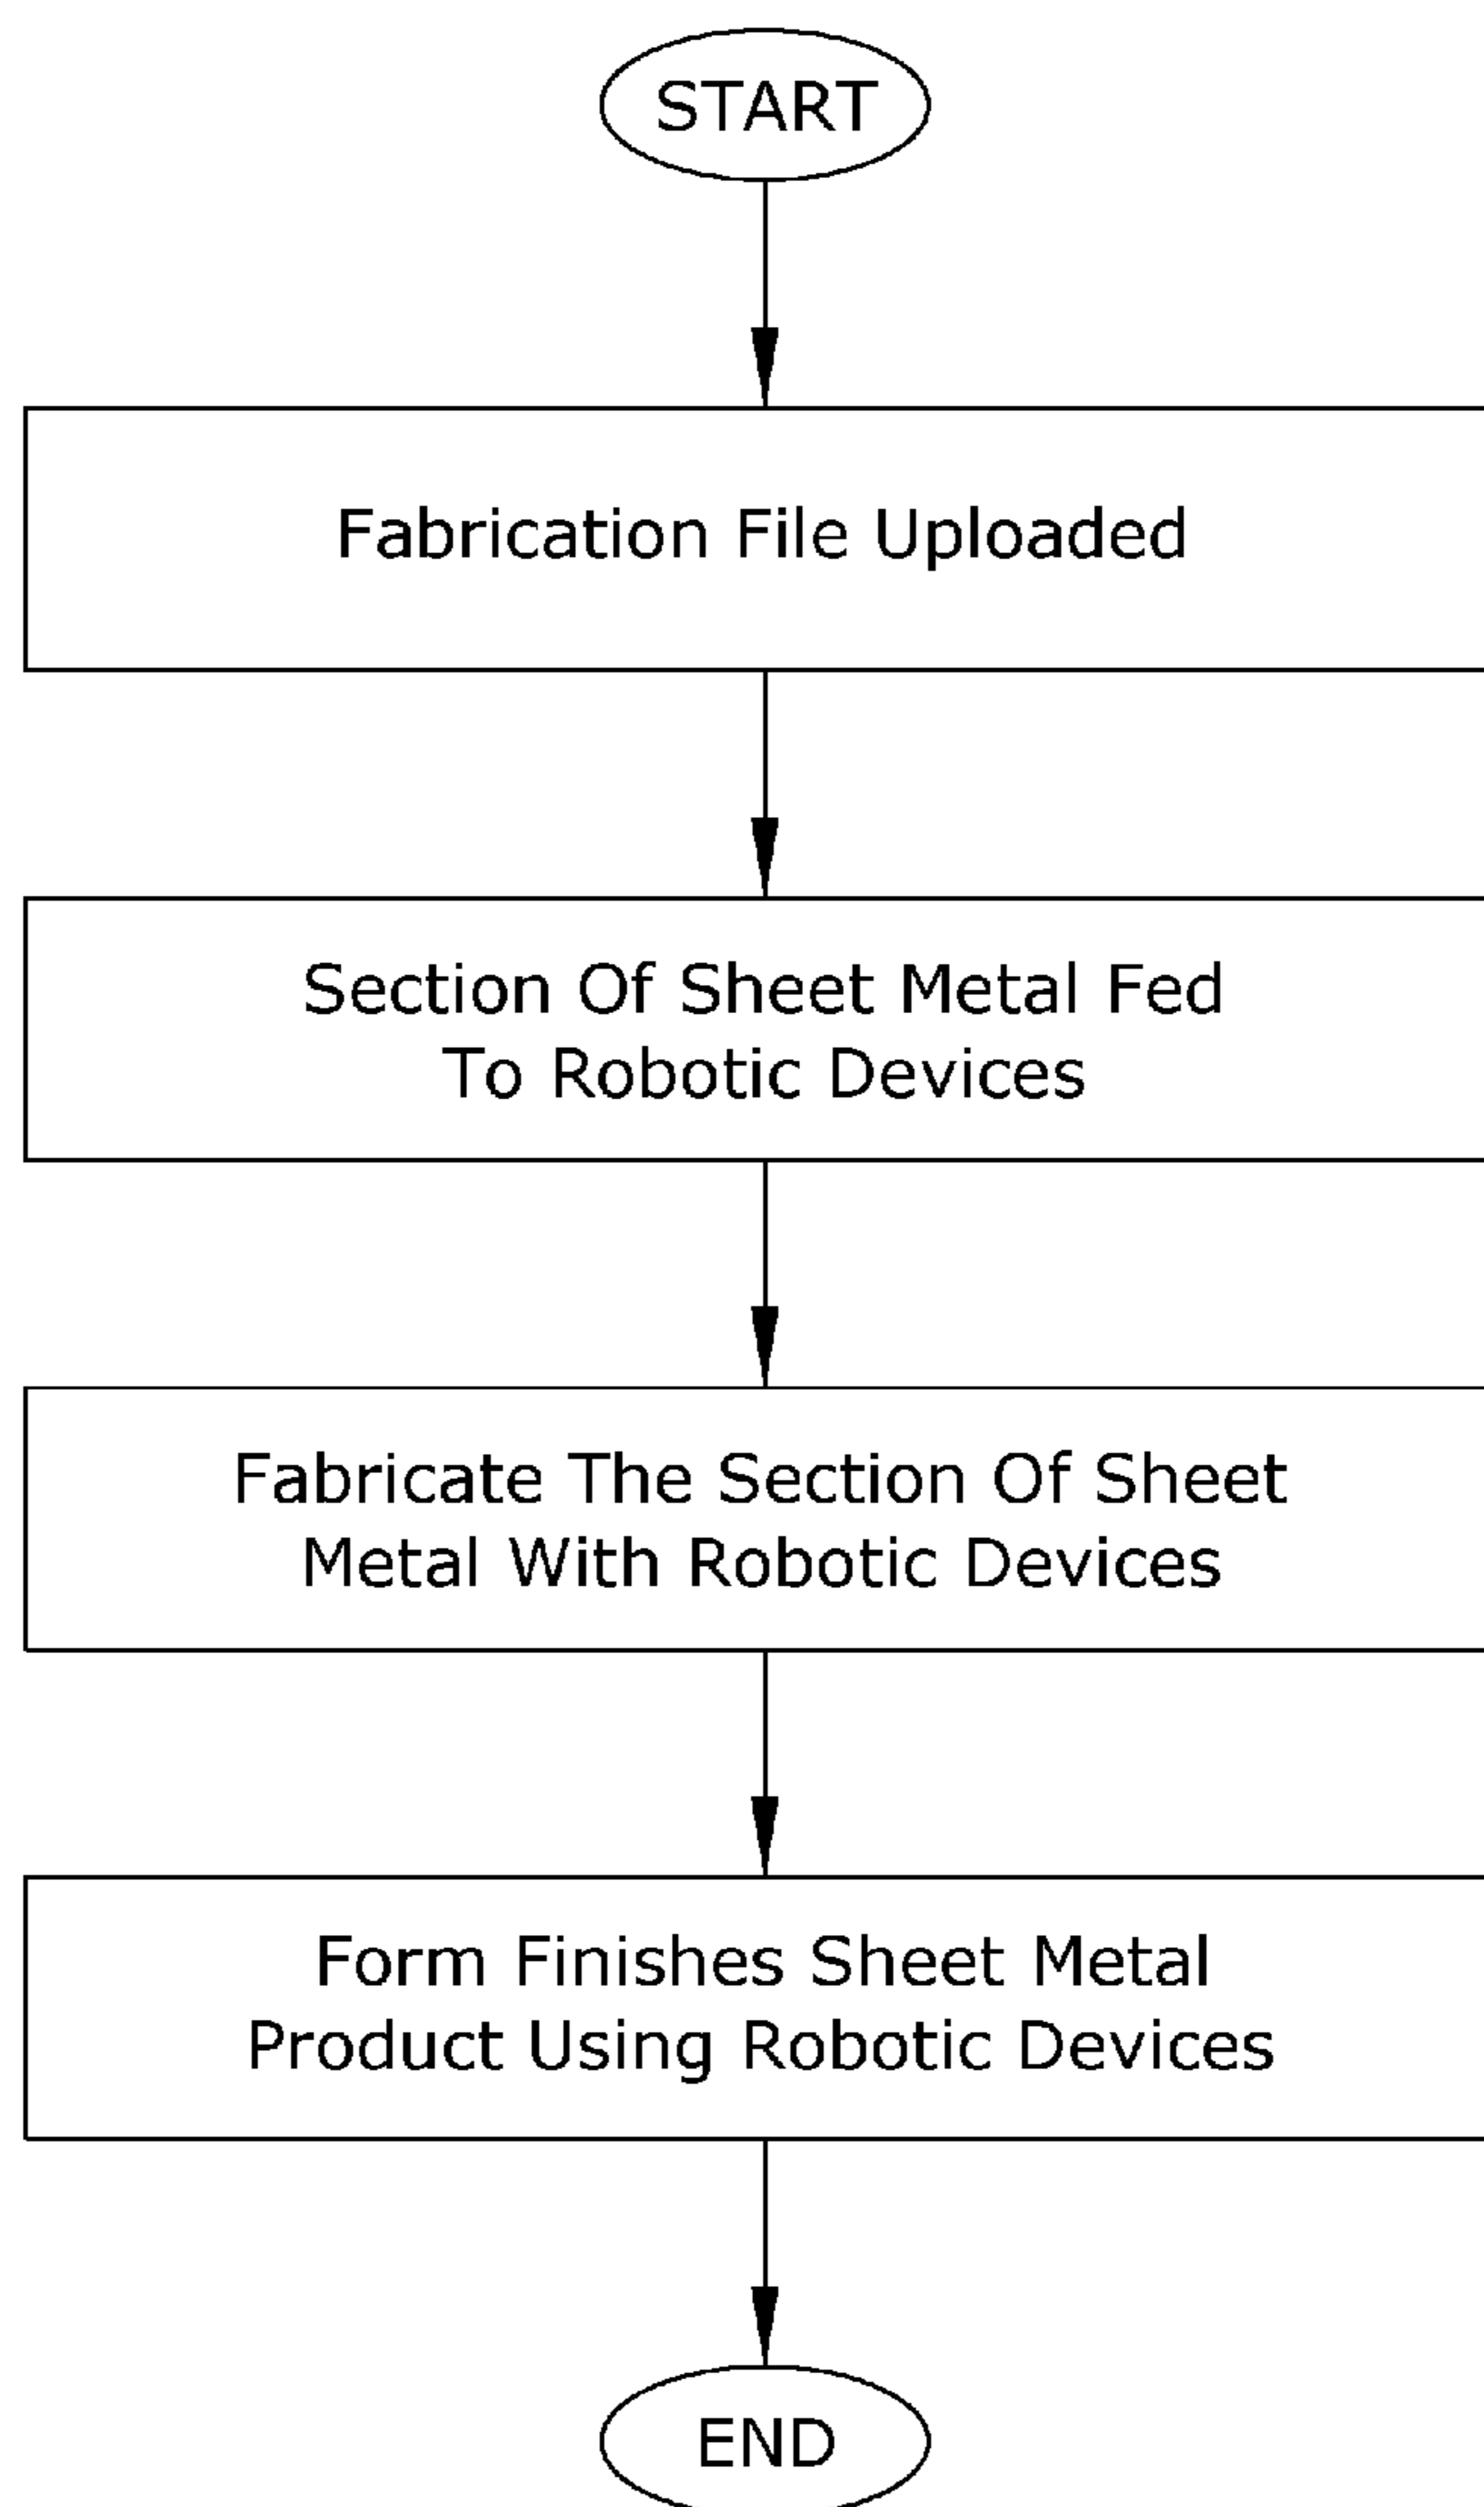 START
Fabrication File Uploaded
Section Of Sheet Metal Fed
To Robotic Devices
Fabricate The Section Of Sheet
Metal With Robotic Devices
Form Finishes Sheet Metal
Product Using Robotic Devices
END